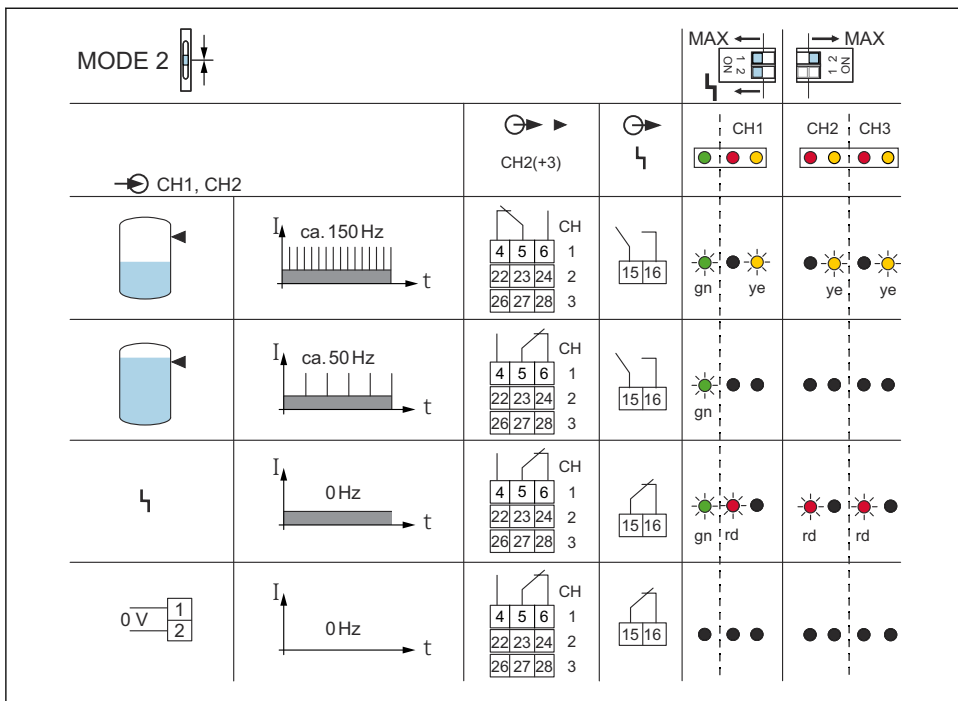 MODE 2
MAX
MAX
ON 1 2
1 2 ON
CH1, CH2
CH2(+3)
CH1
CH2 CH3
I
ca. 150 Hz
t
CH
4 5 6 1
22 23 24 2
26 27 28 3
15 16
gn ye ye ye
I
ca. 50 Hz
t
CH
4 5 6 1
22 23 24 2
26 27 28 3
15 16
gn
I
0 Hz
t
CH
4 5 6 1
22 23 24 2
26 27 28 3
15 16
gn rd rd rd
0 V 1
2
I
0 Hz
t
CH
4 5 6 1
22 23 24 2
26 27 28 3
15 16